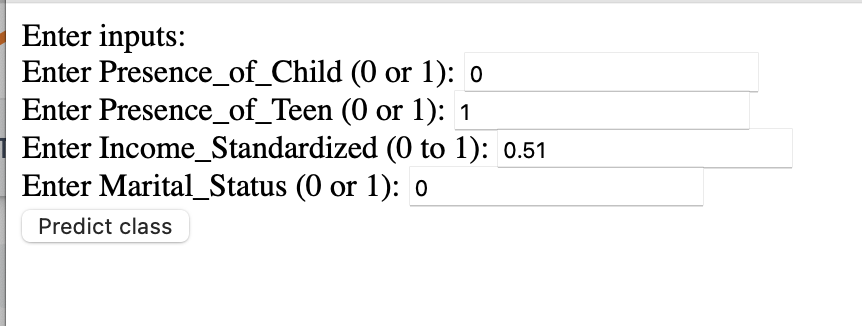 Enter inputs:
Enter Presence_of_Child (0 or 1): 0
Enter Presence_of_Teen (0 or 1): 1
Enter Income_Standardized (0 to 1): 0.51
Enter Marital_Status (0 or 1): 0
Predict class